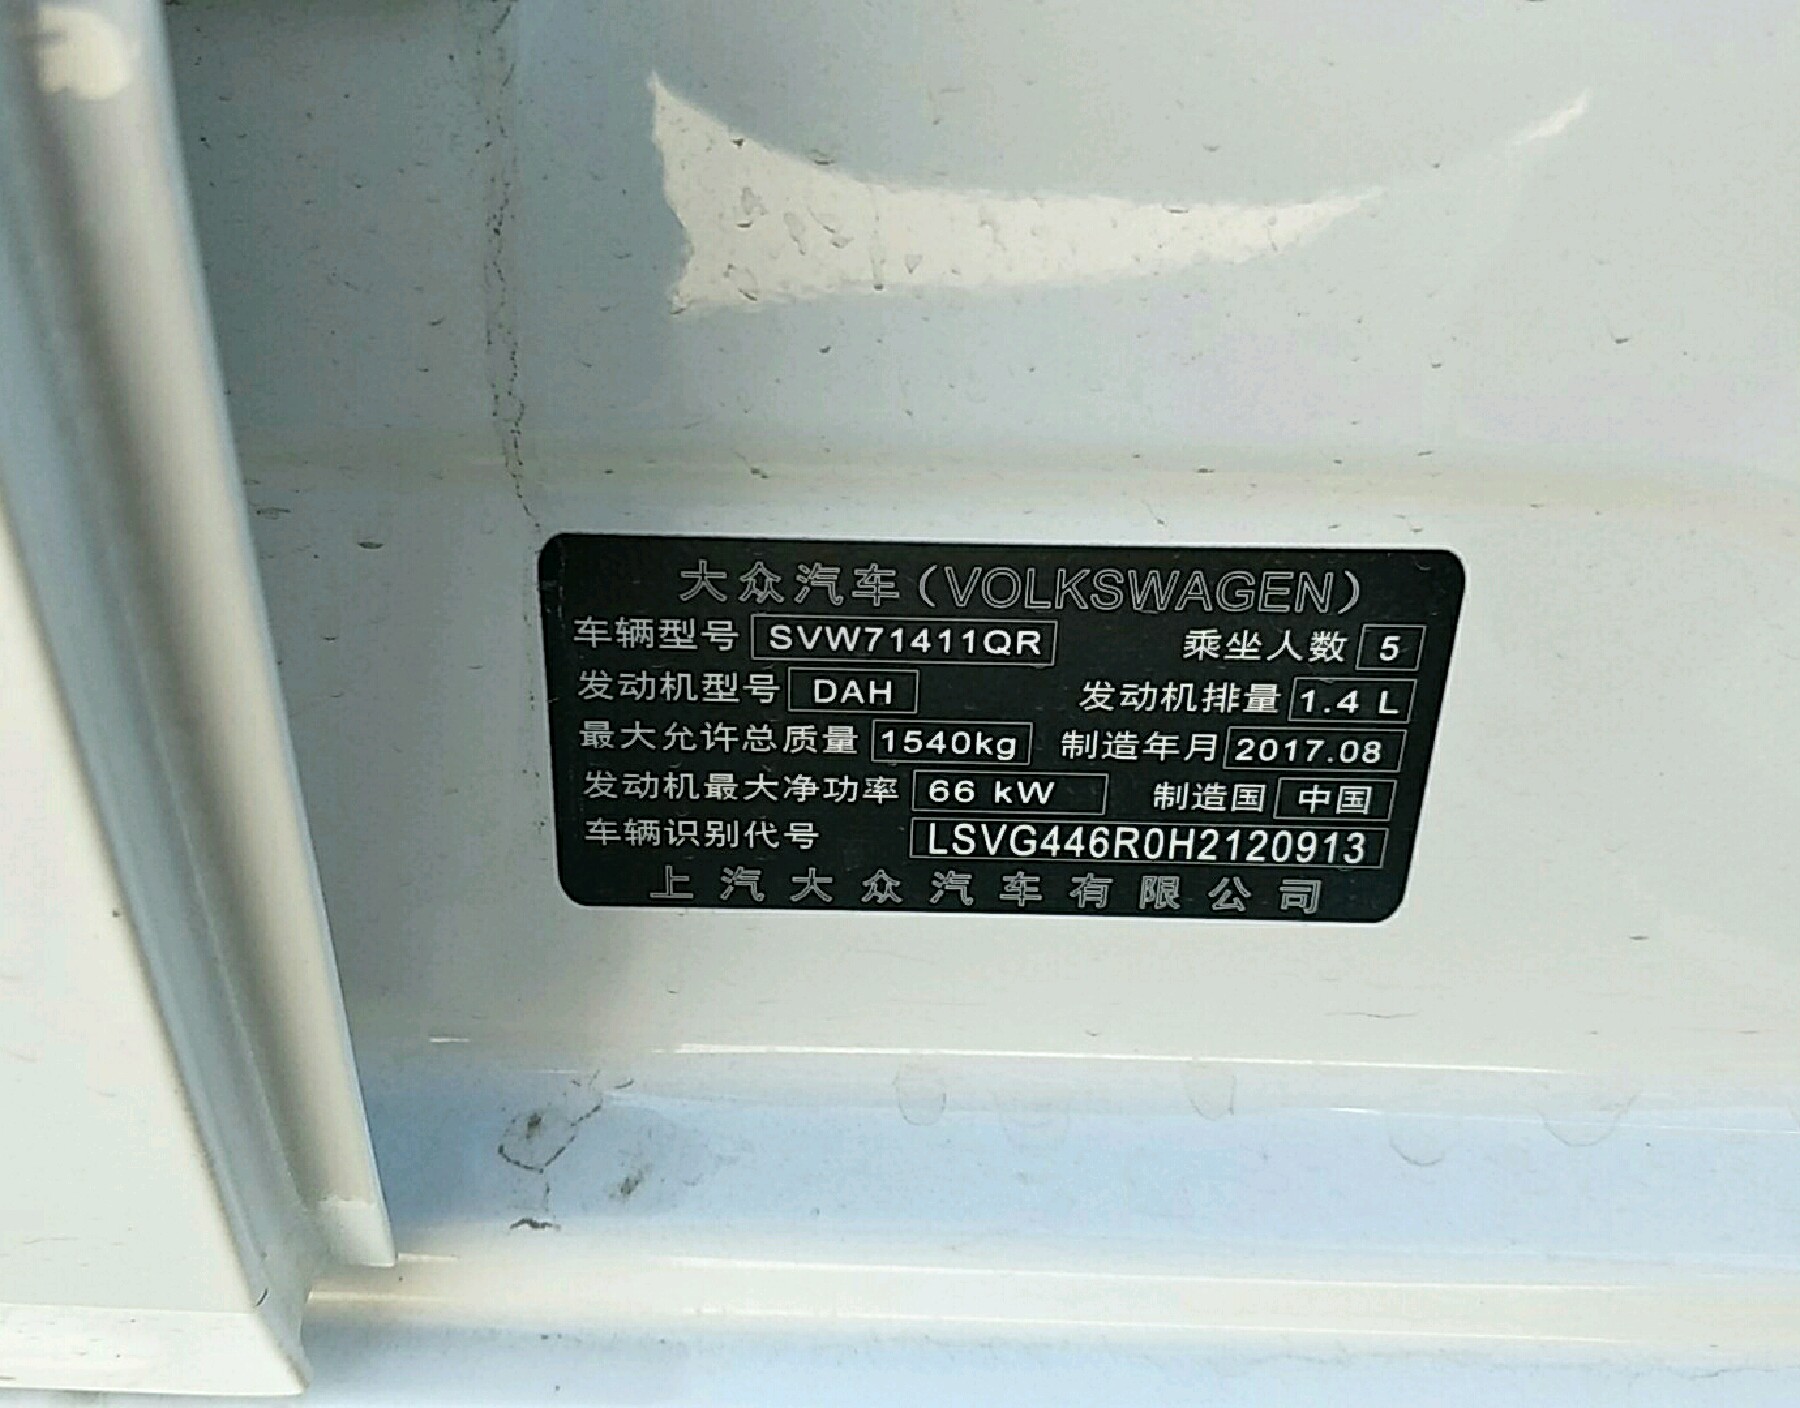 大众汽车(VOLKSWAGEN)
车辆型号 SVW71411QR 乘坐人数 5
发动机型号 DAH 发动机排量 1.4 L
最大允许总质量 1540kg 制造年月 2017.08
发动机最大净功率 66 kW 制造国 中国
车辆识别代号 LSVG446R0H2120913
上汽大众汽车有限公司